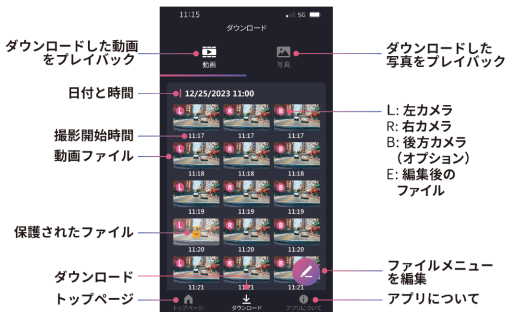 11:15
5G
ダウンロード
動画
写真
12/25/2023 11:00
L
R
B
11:17
11:17
11:17
L
R
B
11:18
11:18
11:18
L
R
B
11:19
11:19
11:19
L
R
B
11:20
11:20
11:20
L
R
B
11:21
11:21
11:21
トップページ
ダウンロード
アプリについて
ダウンロードした動画
をプレイバック
日付と時間
撮影開始時間
動画ファイル
保護されたファイル
ダウンロード
トップページ
ダウンロードした
写真をプレイバック
L: 左カメラ
R: 右カメラ
B: 後方カメラ
（オプション）
E: 編集後の
ファイル
ファイルメニュー
を編集
アプリについて